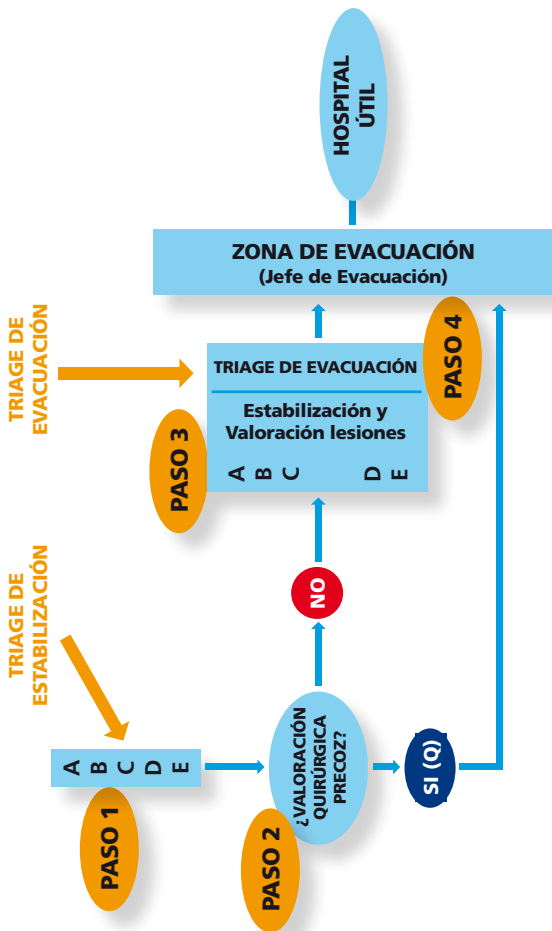 TRIAGE DE
ESTABILIZACIÓN
TRIAGE DE
EVACUACIÓN
PASO 1
A
B
C
D
E
PASO 2
¿VALORACIÓN
QUIRÚRGICA
PRECOZ?
NO
SI (Q)
PASO 3
A
B
C
D
E
Estabilización y
Valoración lesiones
TRIAGE DE EVACUACIÓN
PASO 4
ZONA DE EVACUACIÓN
(Jefe de Evacuación)
HOSPITAL
ÚTIL